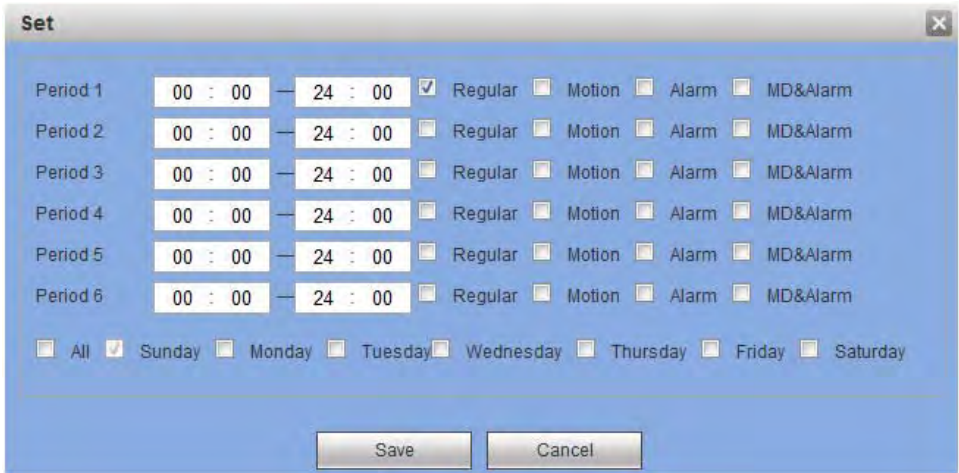 Set
Period 1 00 : 00 — 24 : 00 Regular Motion Alarm MD&Alarm
Period 2 00 : 00 — 24 : 00 Regular Motion Alarm MD&Alarm
Period 3 00 : 00 — 24 : 00 Regular Motion Alarm MD&Alarm
Period 4 00 : 00 — 24 : 00 Regular Motion Alarm MD&Alarm
Period 5 00 : 00 — 24 : 00 Regular Motion Alarm MD&Alarm
Period 6 00 : 00 — 24 : 00 Regular Motion Alarm MD&Alarm
All Sunday Monday Tuesday Wednesday Thursday Friday Saturday
Save Cancel